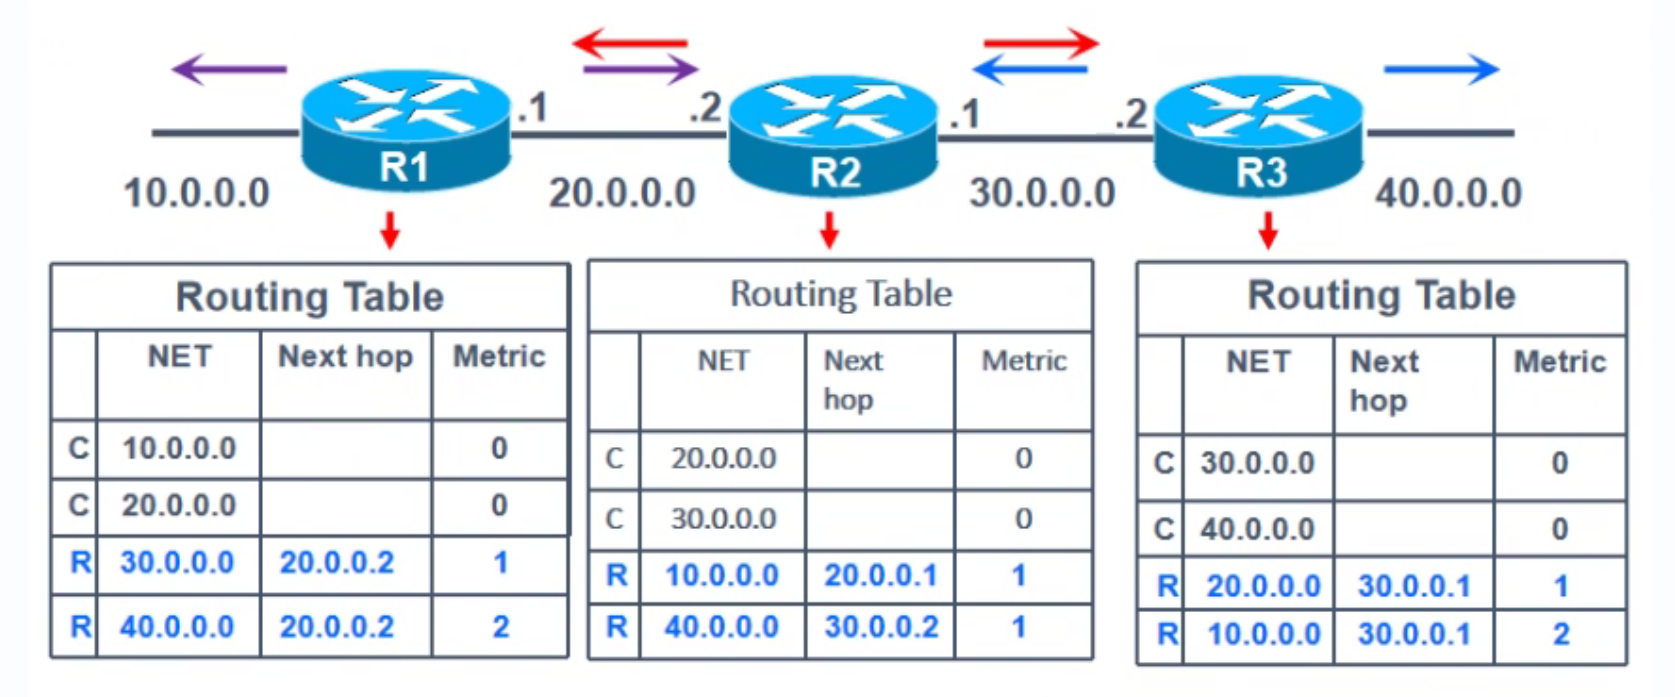 .1 .2 .1 .2
R1 R2 R3
10.0.0.0 20.0.0.0 30.0.0.0 40.0.0.0
Routing Table
NET Next hop Metric
C 10.0.0.0 0
C 20.0.0.0 0
R 30.0.0.0 20.0.0.2 1
R 40.0.0.0 20.0.0.2 2
Routing Table
NET Next hop Metric
C 20.0.0.0 0
C 30.0.0.0 0
R 10.0.0.0 20.0.0.1 1
R 40.0.0.0 30.0.0.2 1
Routing Table
NET Next hop Metric
C 30.0.0.0 0
C 40.0.0.0 0
R 20.0.0.0 30.0.0.1 1
R 10.0.0.0 30.0.0.1 2